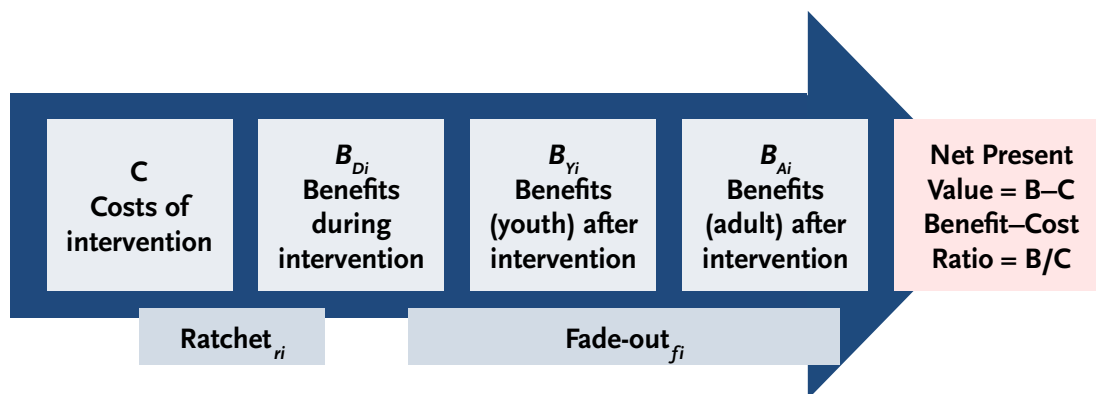 C
Costs of
intervention
B_Di
Benefits
during
intervention
B_Yi
Benefits
(youth) after
intervention
B_Ai
Benefits
(adult) after
intervention
Net Present
Value = B–C
Benefit–Cost
Ratio = B/C
Ratchet_ri
Fade-out_fi